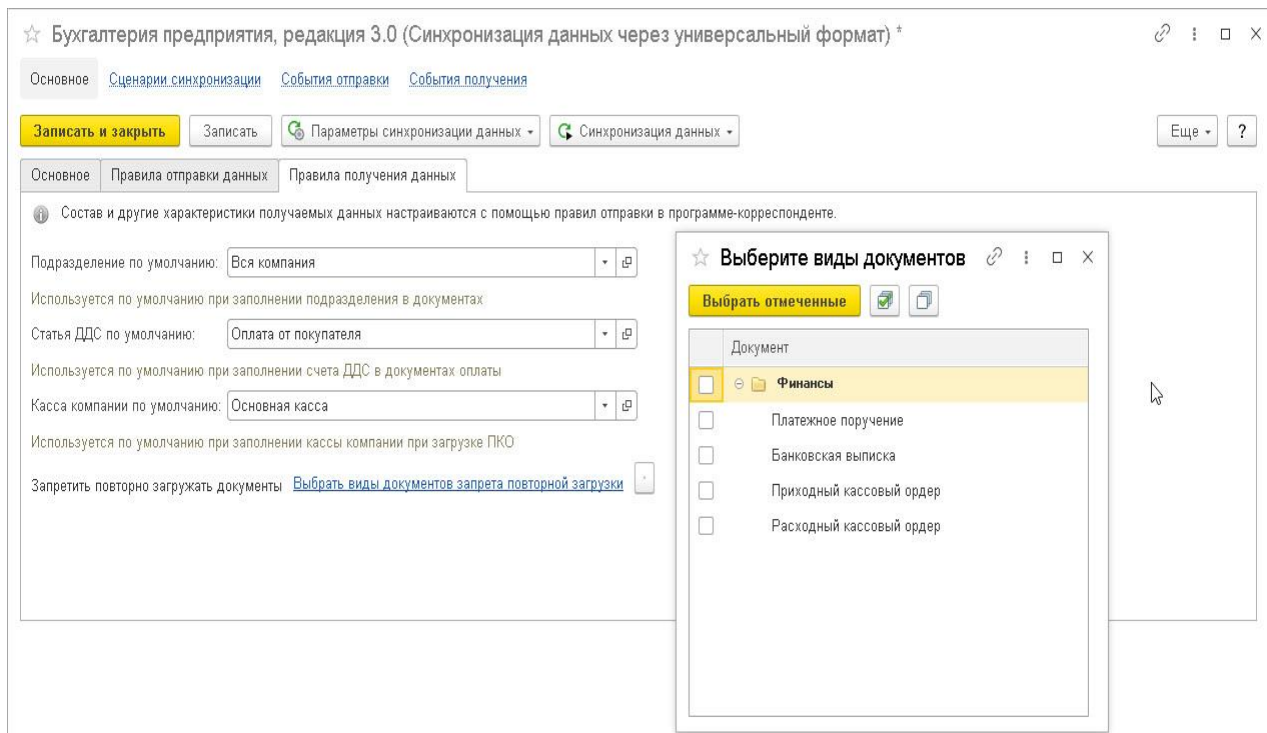 Бухгалтерия предприятия, редакция 3.0 (Синхронизация данных через универсальный формат) *
Основное Сценарии синхронизации События отправки События получения
Записать и закрыть Записать Параметры синхронизации данных Синхронизация данных Еще ?
Основное Правила отправки данных Правила получения данных
Состав и другие характеристики получаемых данных настраиваются с помощью правил отправки в программе-корреспонденте.
Подразделение по умолчанию: Вся компания
Используется по умолчанию при заполнении подразделения в документах
Статья ДДС по умолчанию: Оплата от покупателя
Используется по умолчанию при заполнении счета ДДС в документах оплаты
Касса компании по умолчанию: Основная касса
Используется по умолчанию при заполнении кассы компании при загрузке ПКО
Запретить повторно загружать документы Выбрать виды документов запрета повторной загрузки
Выберите виды документов
Выбрать отмеченные
Документ
Финансы
Платежное поручение
Банковская выписка
Приходный кассовый ордер
Расходный кассовый ордер